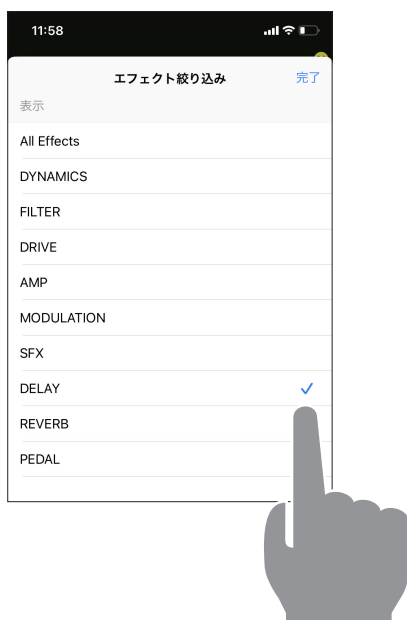 11:58
エフェクト絞り込み 完了
表示
All Effects
DYNAMICS
FILTER
DRIVE
AMP
MODULATION
SFX
DELAY
REVERB
PEDAL